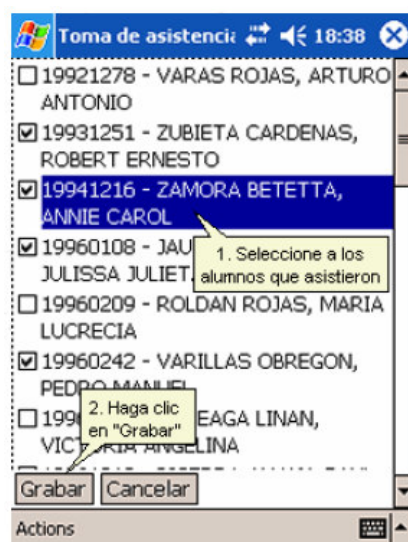 Toma de asistencia 18:38
19921278 - VARAS ROJAS, ARTURO
ANTONIO
19931251 - ZUBIETA CARDENAS,
ROBERT ERNESTO
19941216 - ZAMORA BETETTA,
ANNIE CAROL
1. Seleccione a los
alumnos que asistieron
19960108 - JAU
JULISSA JULIET
19960209 - ROLDAN ROJAS, MARIA
LUCRECIA
19960242 - VARILLAS OBREGON,
PEDRO MANUEL
2. Haga clic
en "Grabar"
EAGA LINAN,
VICTORIA ANGELINA
Grabar Cancelar
Actions